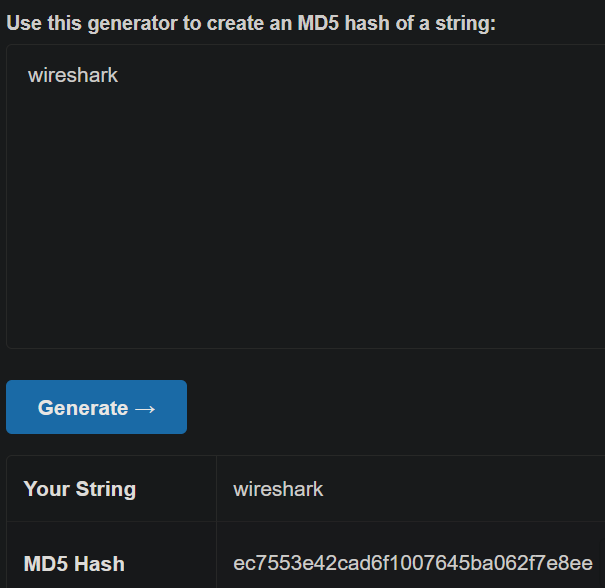 Use this generator to create an MD5 hash of a string:
wireshark
Generate →
Your String wireshark
MD5 Hash ec7553e42cad6f1007645ba062f7e8ee